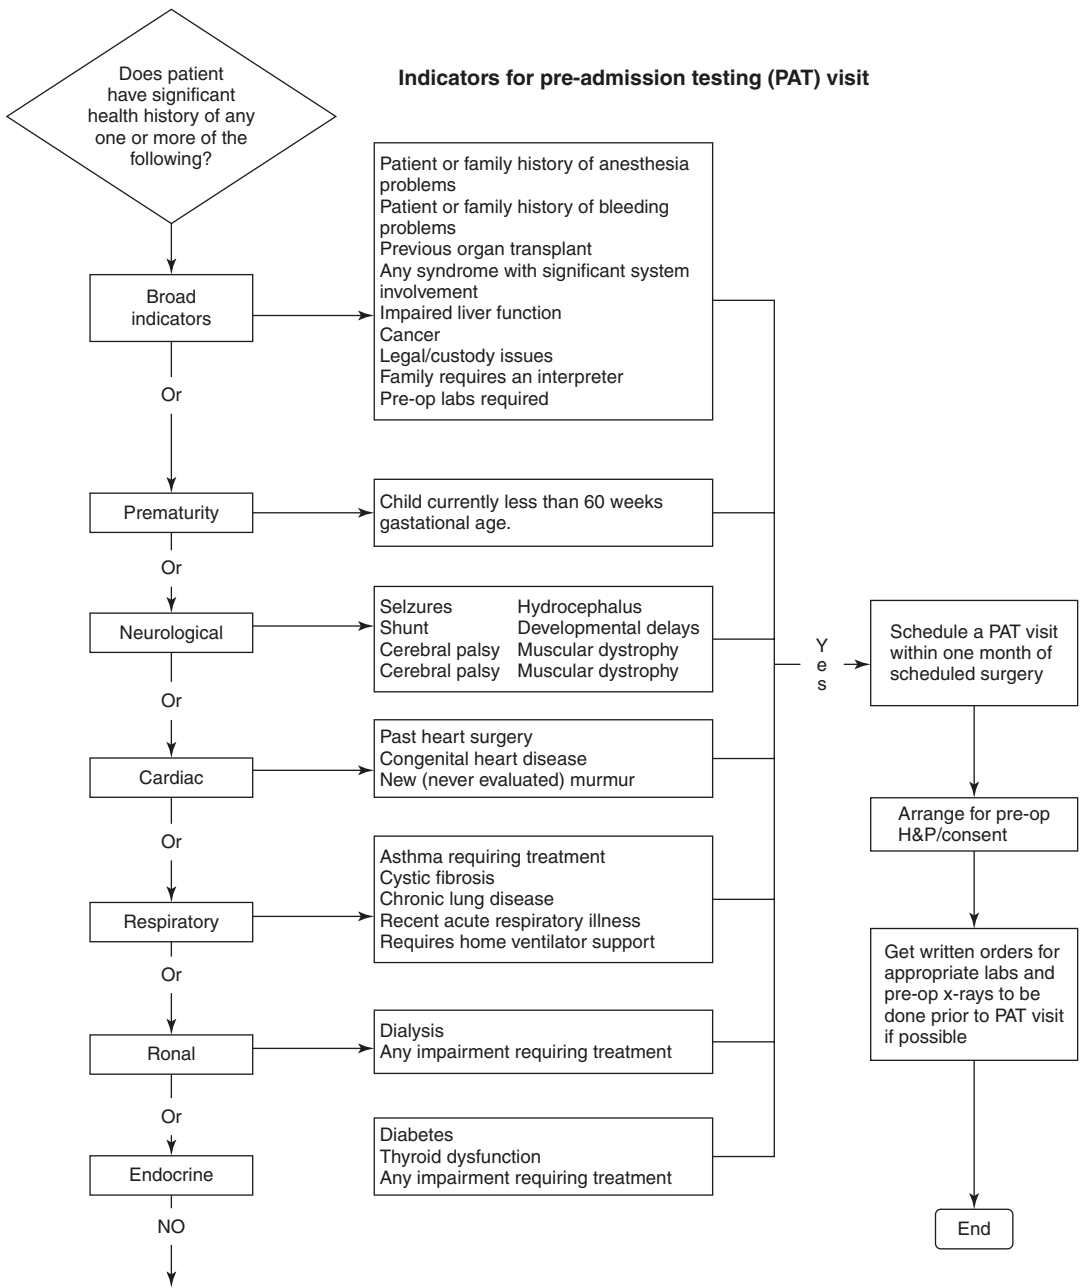 Does patient
have significant
health history of any
one or more of the
following?
Indicators for pre-admission testing (PAT) visit
Broad
indicators
Patient or family history of anesthesia
problems
Patient or family history of bleeding
problems
Previous organ transplant
Any syndrome with significant system
involvement
Impaired liver function
Cancer
Legal/custody issues
Family requires an interpreter
Pre-op labs required
Or
Prematurity
Child currently less than 60 weeks
gastational age.
Or
Neurological
Selzures Hydrocephalus
Shunt Developmental delays
Cerebral palsy Muscular dystrophy
Cerebral palsy Muscular dystrophy
Or
Cardiac
Past heart surgery
Congenital heart disease
New (never evaluated) murmur
Or
Respiratory
Asthma requiring treatment
Cystic fibrosis
Chronic lung disease
Recent acute respiratory illness
Requires home ventilator support
Or
Ronal
Dialysis
Any impairment requiring treatment
Or
Endocrine
Diabetes
Thyroid dysfunction
Any impairment requiring treatment
NO
Yes
Schedule a PAT visit
within one month of
scheduled surgery
Arrange for pre-op
H&P/consent
Get written orders for
appropriate labs and
pre-op x-rays to be
done prior to PAT visit
if possible
End